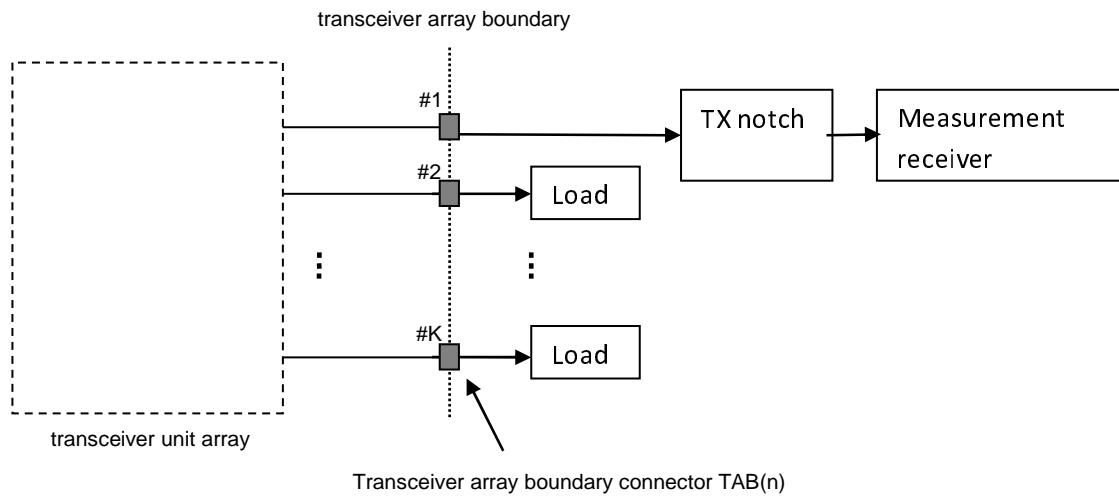 transceiver array boundary
#1
TX notch
Measurement
receiver
#2
Load
#K
Load
transceiver unit array
Transceiver array boundary connector TAB(n)